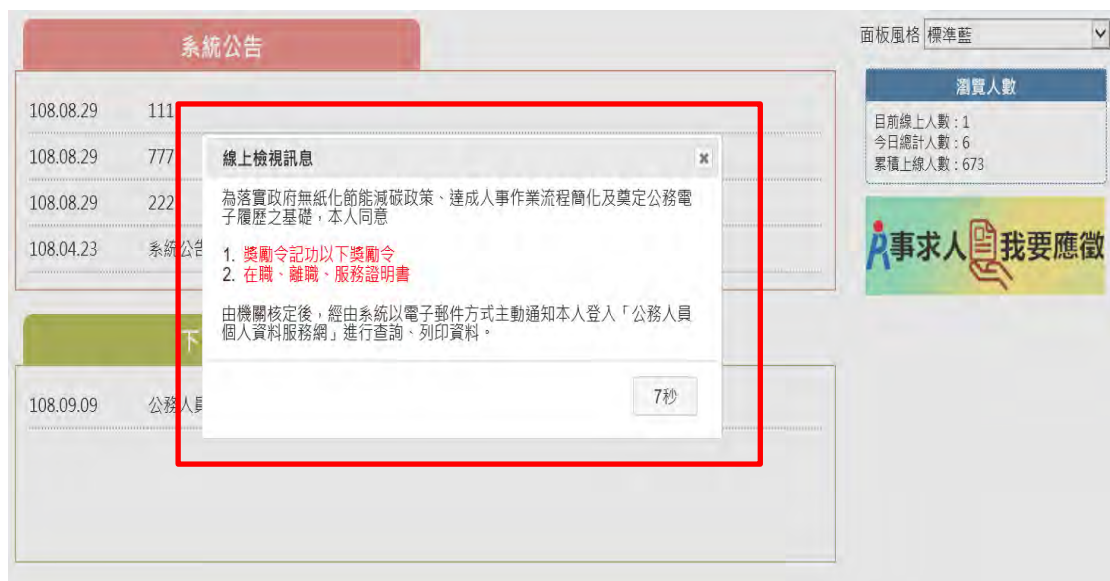 系統公告
108.08.29 111
108.08.29 777
108.08.29 222
108.04.23 系統公告
下
108.09.09 公務人員
線上檢視訊息
為落實政府無紙化節能減碳政策、達成人事作業流程簡化及奠定公務電
子履歷之基礎，本人同意
1. 獎勵令記功以下獎勵令
2. 在職、離職、服務證明書
由機關核定後，經由系統以電子郵件方式主動通知本人登入「公務人員
個人資料服務網」進行查詢、列印資料。
7秒
面板風格 標準藍
瀏覽人數
目前線上人數：1
今日總計人數：6
累積上線人數：673
事求人 我要應徵